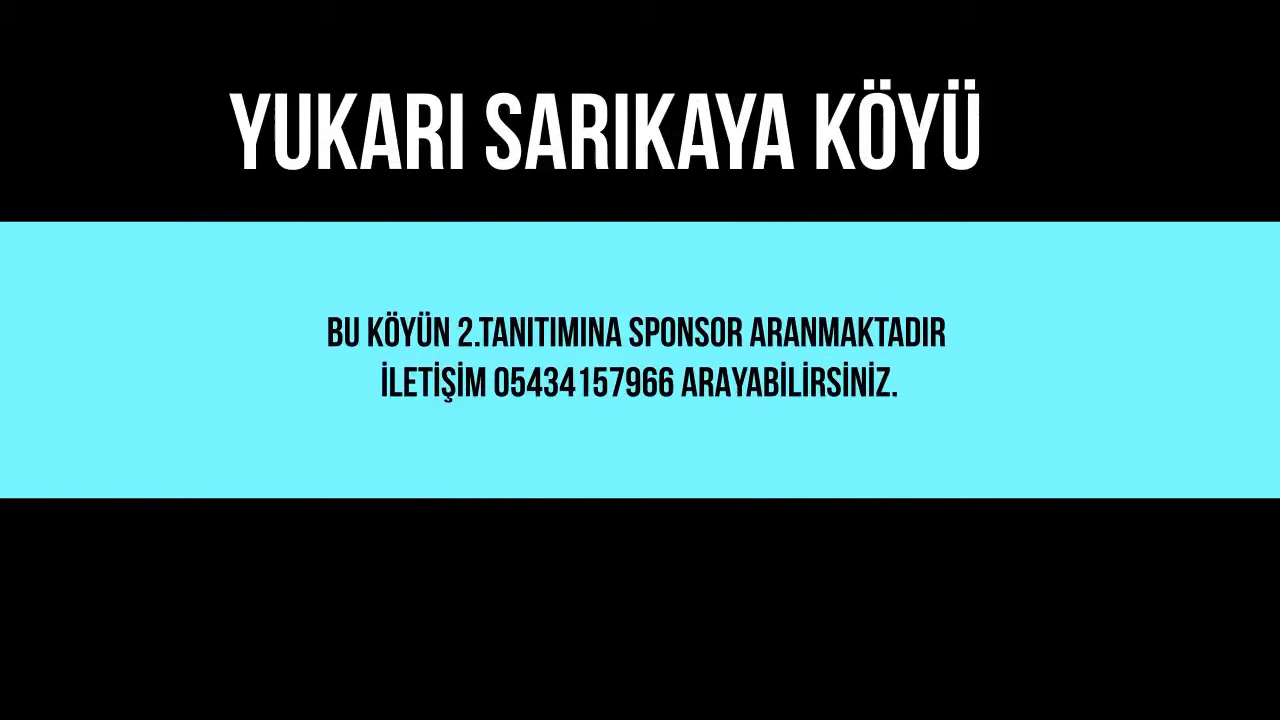 YUKARI SARIKAYA KÖYÜ
BU KÖYÜN 2.TANITIMINA SPONSOR ARANMAKTADIR
İLETİŞİM 05434157966 ARAYABİLİRSİNİZ.